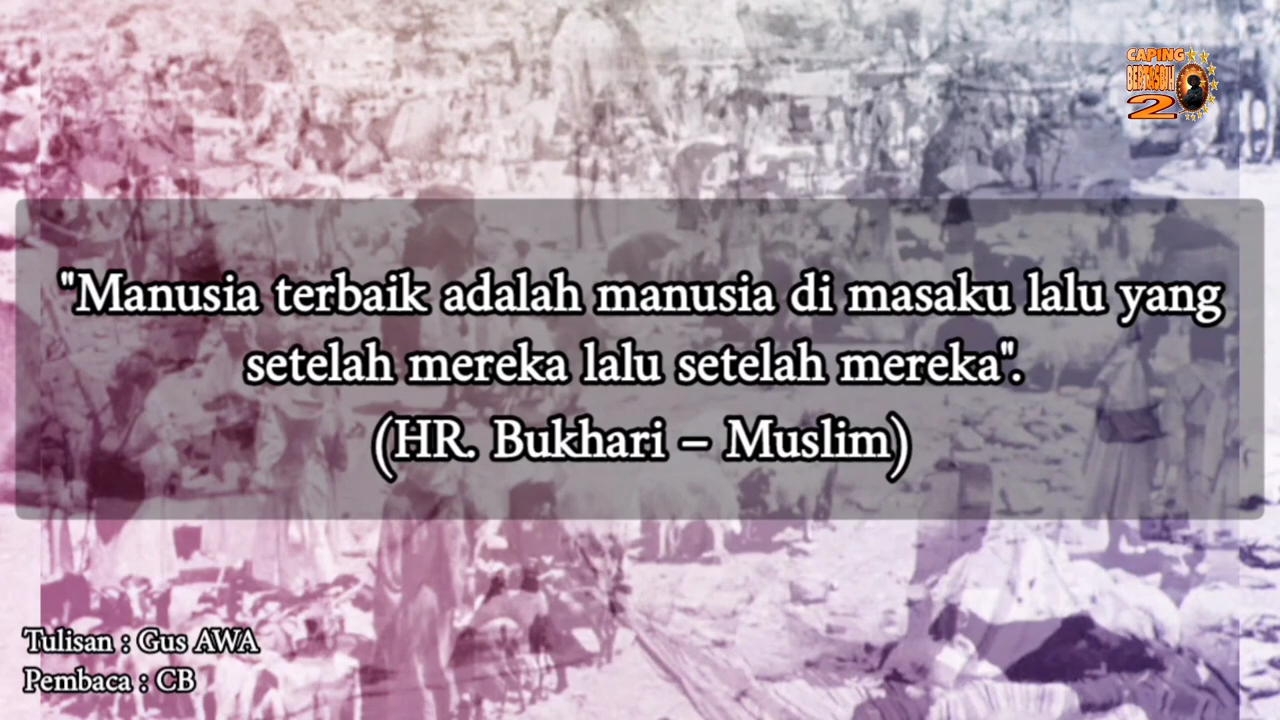 CAPING
BERTASBIH
2
"Manusia terbaik adalah manusia di masaku lalu yang
setelah mereka lalu setelah mereka".
(HR. Bukhari – Muslim)
Tulisan : Gus AWA
Pembaca : CB